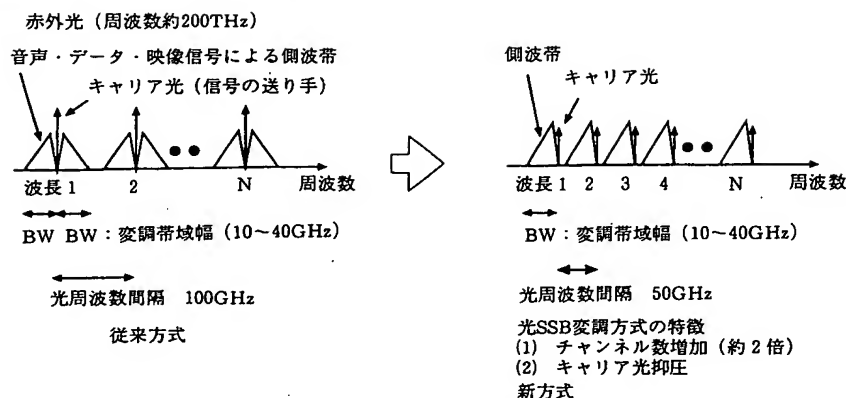 赤外光（周波数約200THz）
音声・データ・映像信号による側波帯
キャリア光（信号の送り手）
波長1 2 N 周波数
BW BW：変調帯域幅（10～40GHz）
光周波数間隔 100GHz
従来方式
側波帯
キャリア光
波長 1 2 3 4 N 周波数
BW：変調帯域幅（10～40GHz）
光周波数間隔 50GHz
光SSB変調方式の特徴
(1) チャンネル数増加（約2倍）
(2) キャリア光抑圧
新方式